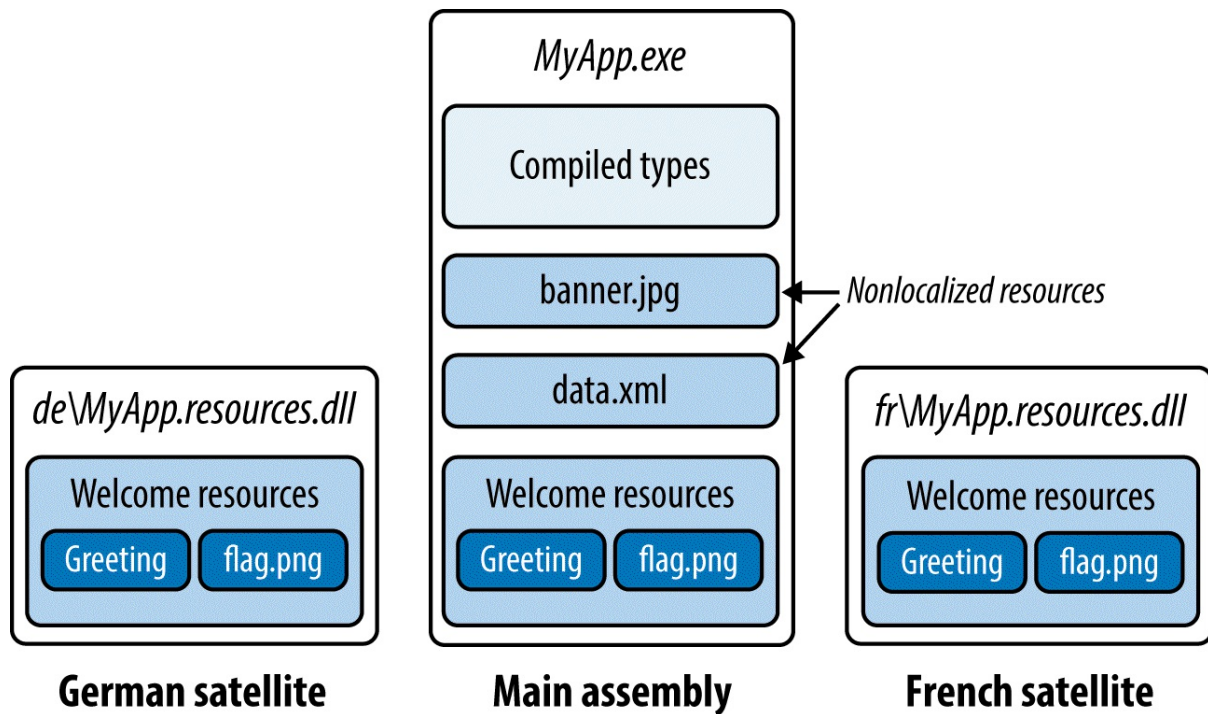 MyApp.exe
Compiled types
banner.jpg
Nonlocalized resources
data.xml
de\MyApp.resources.dll
Welcome resources
Greeting
flag.png
Welcome resources
Greeting
flag.png
fr\MyApp.resources.dll
Welcome resources
Greeting
flag.png
German satellite
Main assembly
French satellite